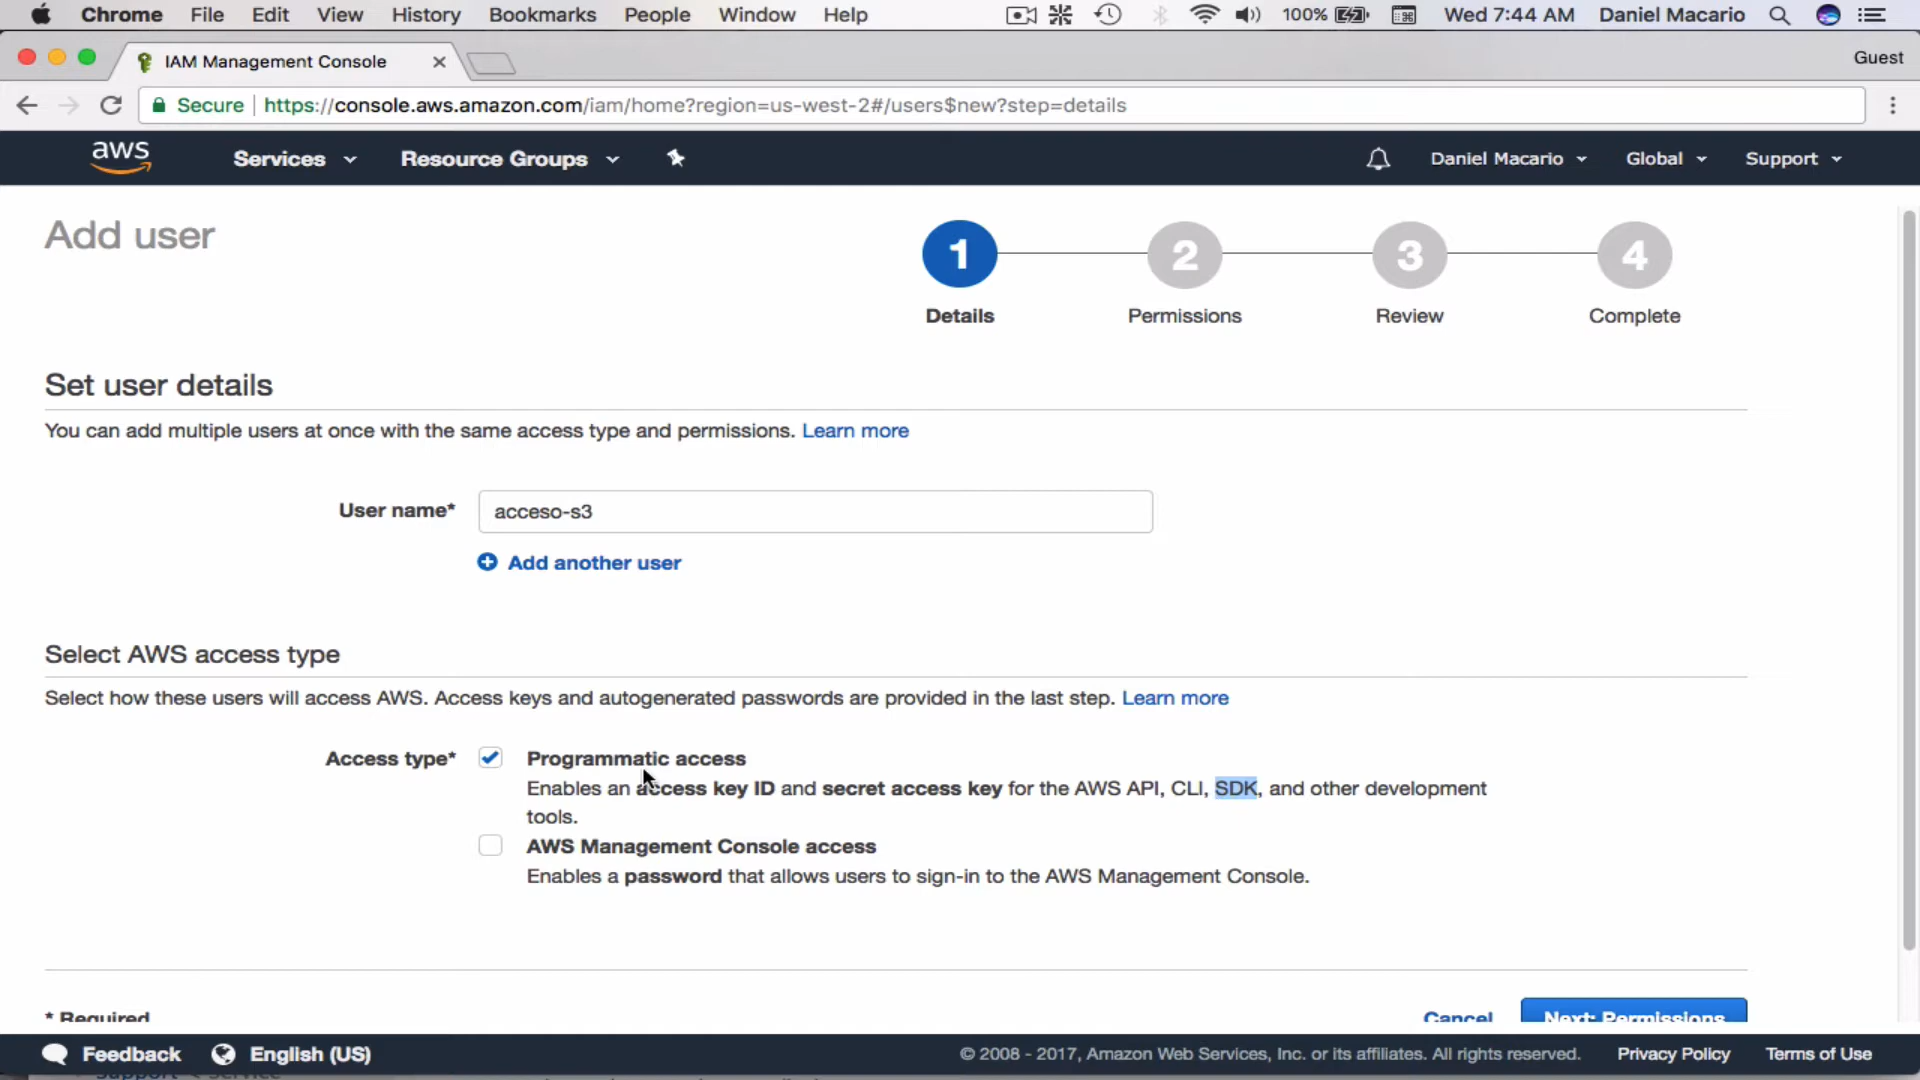 Chrome File Edit View History Bookmarks People Window Help 100% Wed 7:44 AM Daniel Macario
IAM Management Console Guest
Secure https://console.aws.amazon.com/iam/home?region=us-west-2#/users$new?step=details
aws Services Resource Groups Daniel Macario Global Support
Add user
1 2 3 4
Details Permissions Review Complete
Set user details
You can add multiple users at once with the same access type and permissions. Learn more
User name* acceso-s3
Add another user
Select AWS access type
Select how these users will access AWS. Access keys and autogenerated passwords are provided in the last step. Learn more
Access type* Programmatic access
Enables an access key ID and secret access key for the AWS API, CLI, SDK, and other development
tools.
AWS Management Console access
Enables a password that allows users to sign-in to the AWS Management Console.
* Required Cancel Next: Permissions
Feedback English (US) © 2008 - 2017, Amazon Web Services, Inc. or its affiliates. All rights reserved. Privacy Policy Terms of Use